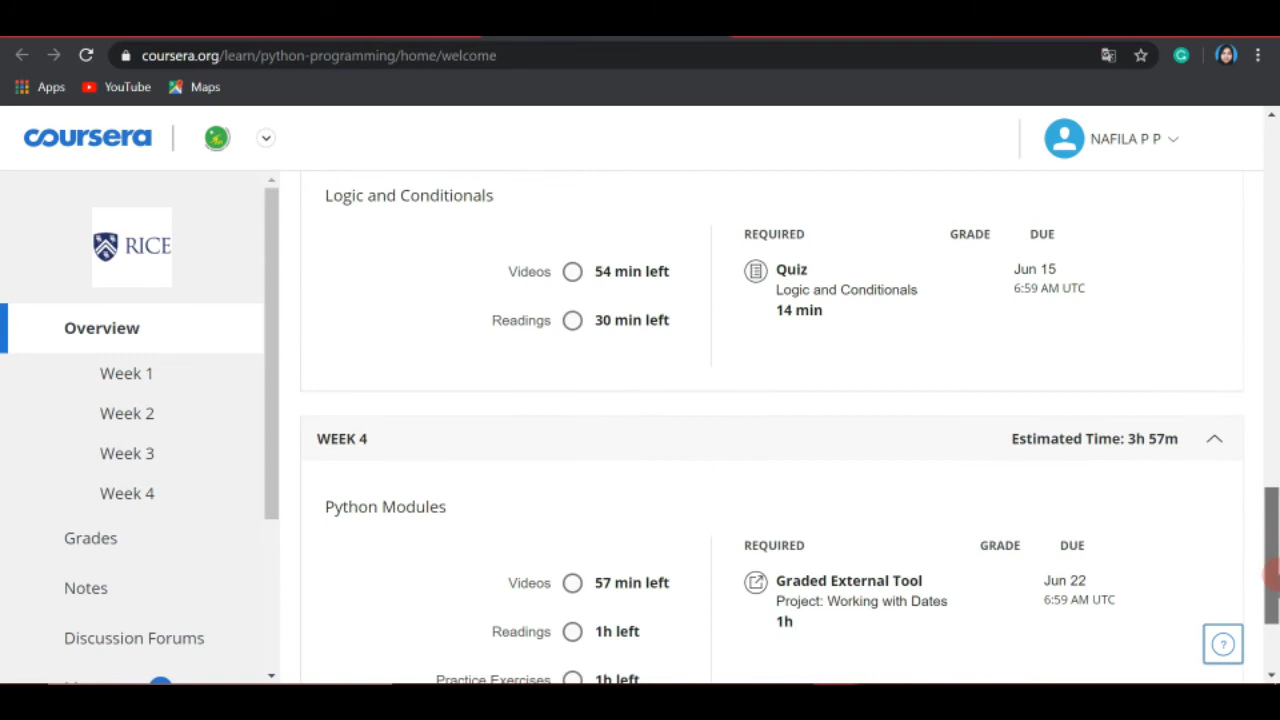 coursera.org/learn/python-programming/home/welcome
Apps YouTube Maps
coursera
NAFILA P P
RICE
Overview
Week 1
Week 2
Week 3
Week 4
Grades
Notes
Discussion Forums
Logic and Conditionals
Videos 54 min left
Readings 30 min left
REQUIRED GRADE DUE
Quiz Jun 15
Logic and Conditionals 6:59 AM UTC
14 min
WEEK 4 Estimated Time: 3h 57m
Python Modules
Videos 57 min left
Readings 1h left
Practice Exercises 1h left
REQUIRED GRADE DUE
Graded External Tool Jun 22
Project: Working with Dates 6:59 AM UTC
1h
?